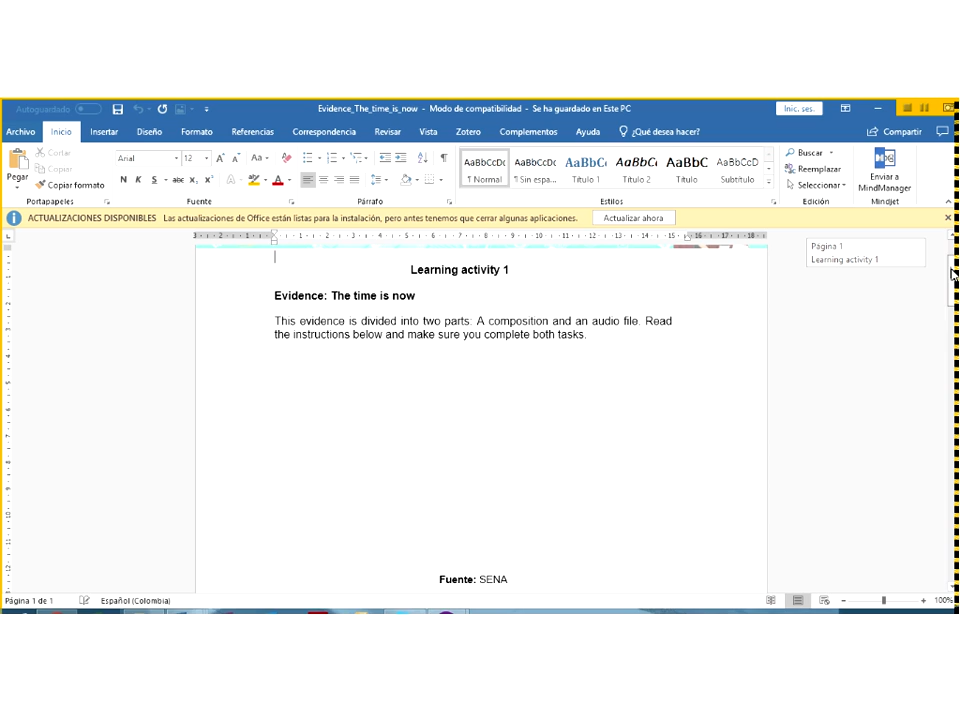 Autoguardado
Evidence_The_time_is_now - Modo de compatibilidad - Se ha guardado en Este PC
Inic. ses.
Archivo Inicio Insertar Diseño Formato Referencias Correspondencia Revisar Vista Zotero Complementos Ayuda ¿Qué desea hacer? Compartir
Pegar
Cortar
Copiar
Copiar formato
Portapapeles
Arial 12 Aa
N K S abc x₂ x²
Fuente
Párrafo
AaBbCcDc AaBbCcDc AaBbCc AaBbCc AaBbC AaBbCcD
¶ Normal ¶ Sin espa... Título 1 Título 2 Título Subtítulo
Estilos
Buscar
Reemplazar
Seleccionar
Edición
Enviar a
MindManager
Mindjet
ACTUALIZACIONES DISPONIBLES Las actualizaciones de Office están listas para la instalación, pero antes tenemos que cerrar algunas aplicaciones. Actualizar ahora
Página 1
Learning activity 1
Learning activity 1
Evidence: The time is now
This evidence is divided into two parts: A composition and an audio file. Read
the instructions below and make sure you complete both tasks.
Fuente: SENA
Página 1 de 1 Español (Colombia) 100%